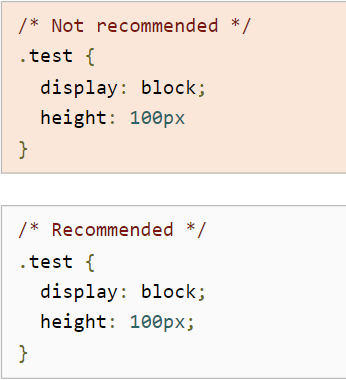 /* Not recommended */
.test {
  display: block;
  height: 100px
}
/* Recommended */
.test {
  display: block;
  height: 100px;
}